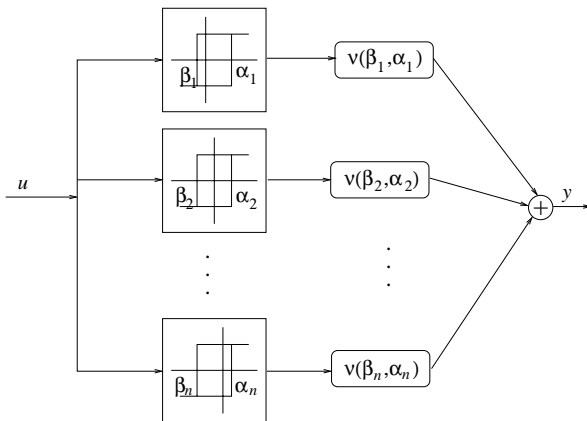 β₁ α₁ ν(β₁,α₁)
u β₂ α₂ ν(β₂,α₂) + y
βₙ αₙ ν(βₙ,αₙ)